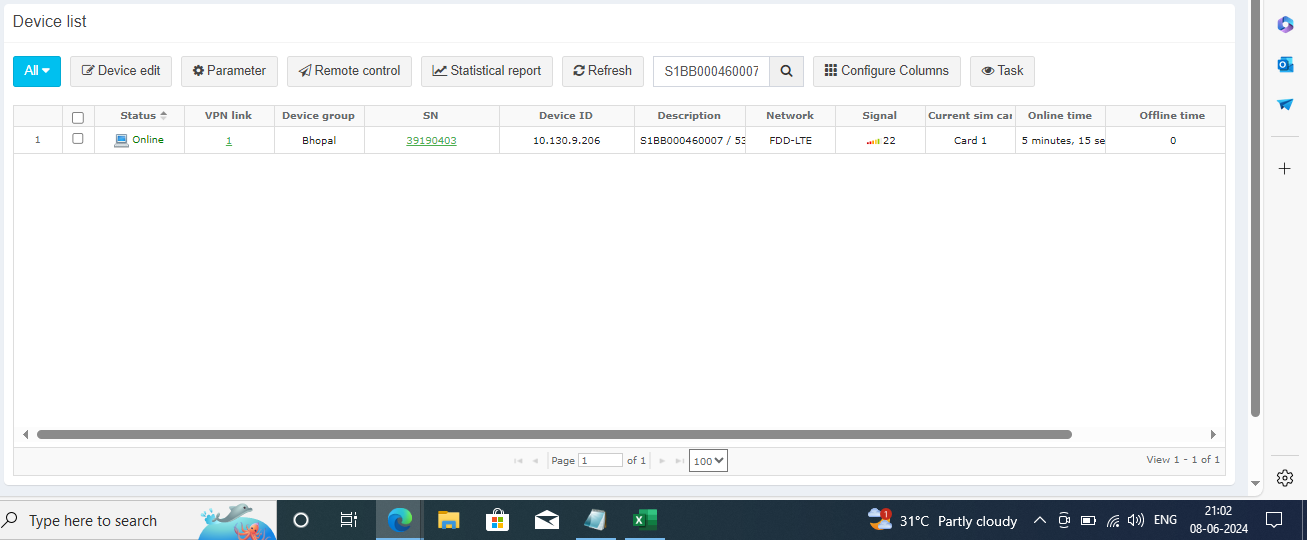 Device list
All Device edit Parameter Remote control Statistical report Refresh S1BB000460007 Configure Columns Task
Status VPN link Device group SN Device ID Description Network Signal Current sim car Online time Offline time
1 Online 1 Bhopal 39190403 10.130.9.206 S1BB000460007 / 53 FDD-LTE 22 Card 1 5 minutes, 15 se 0
Page 1 of 1 100 View 1 - 1 of 1
Type here to search 1 31°C Partly cloudy ENG 21:02
08-06-2024